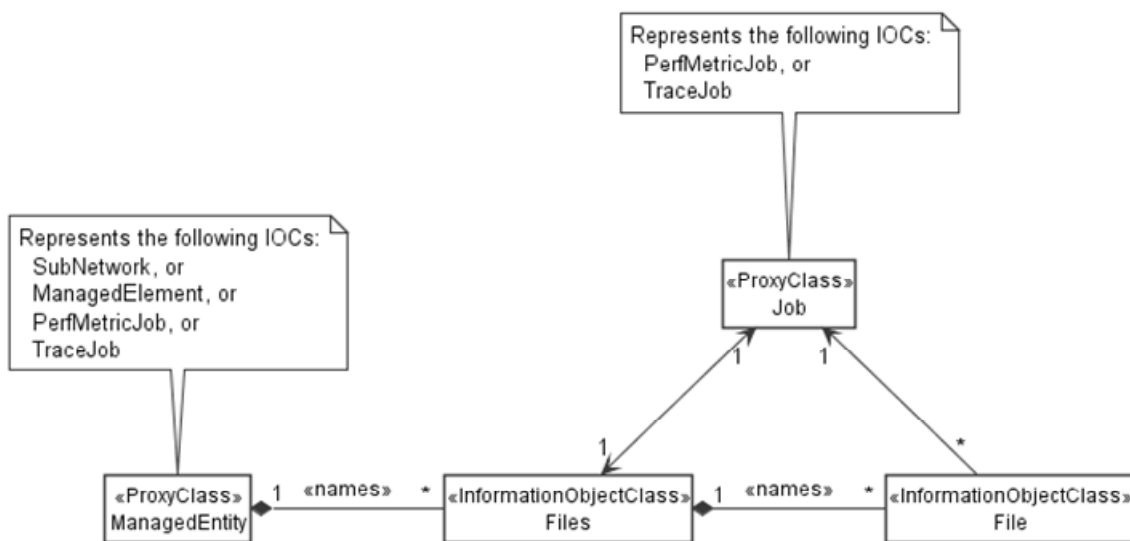 Represents the following IOCs:
PerfMetricJob, or
TraceJob
Represents the following IOCs:
SubNetwork, or
ManagedElement, or
PerfMetricJob, or
TraceJob
«ProxyClass»
Job
1
1
1
*
«ProxyClass»
ManagedEntity
1
«names»
*
«InformationObjectClass»
Files
1
«names»
*
«InformationObjectClass»
File